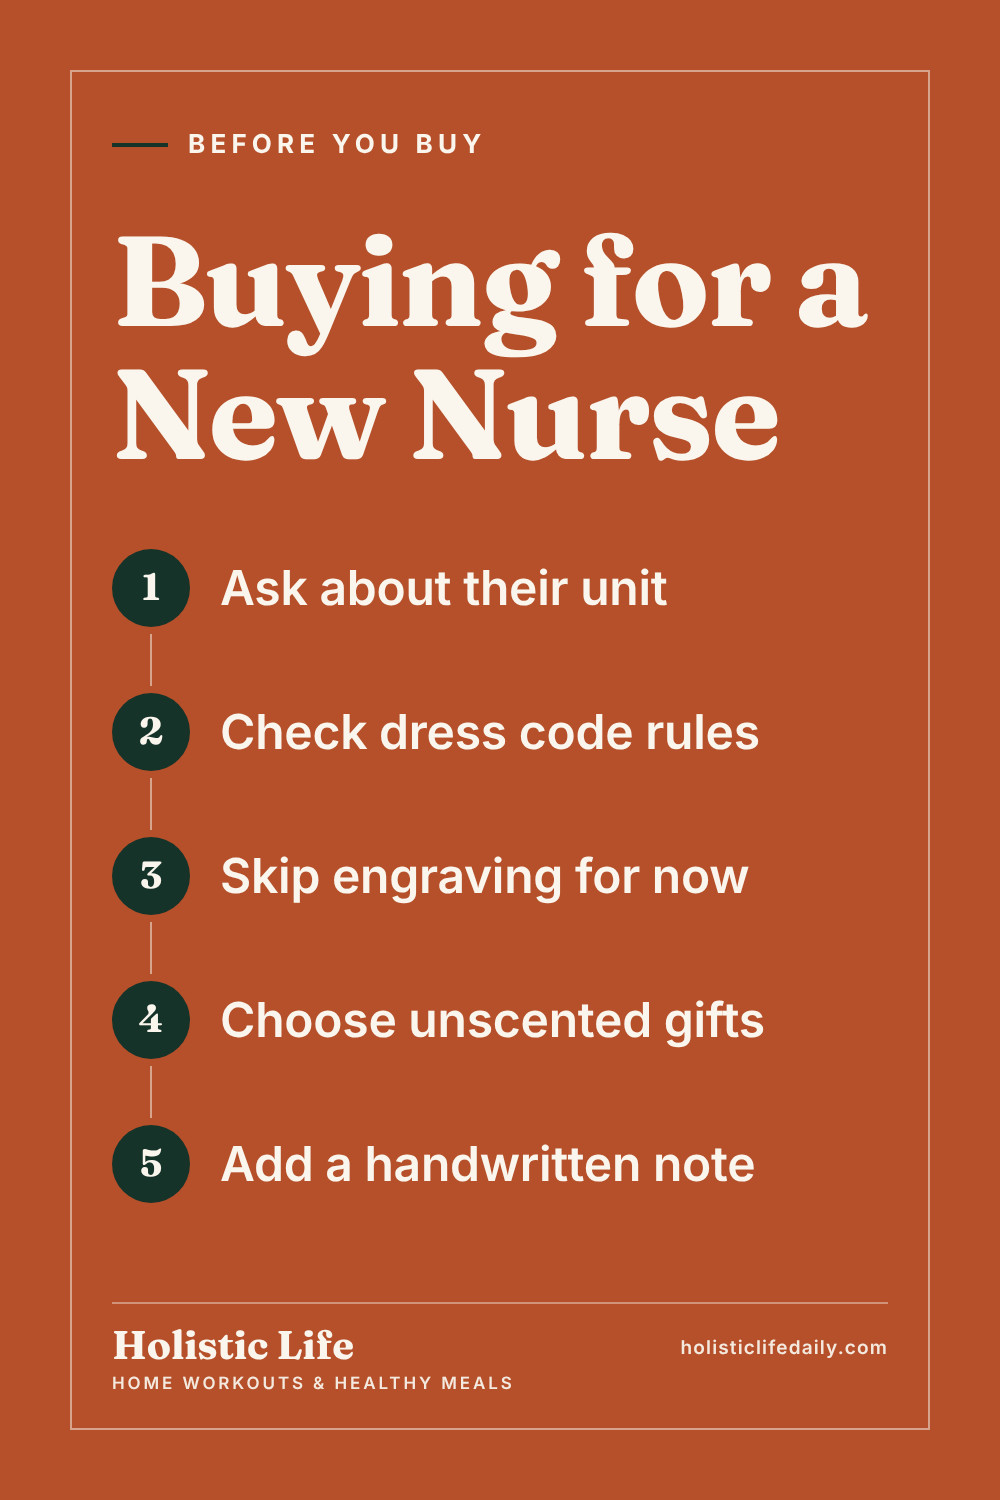 BEFORE YOU BUY
Buying for a
New Nurse
1 Ask about their unit
2 Check dress code rules
3 Skip engraving for now
4 Choose unscented gifts
5 Add a handwritten note
Holistic Life
holisticlifedaily.com
HOME WORKOUTS & HEALTHY MEALS